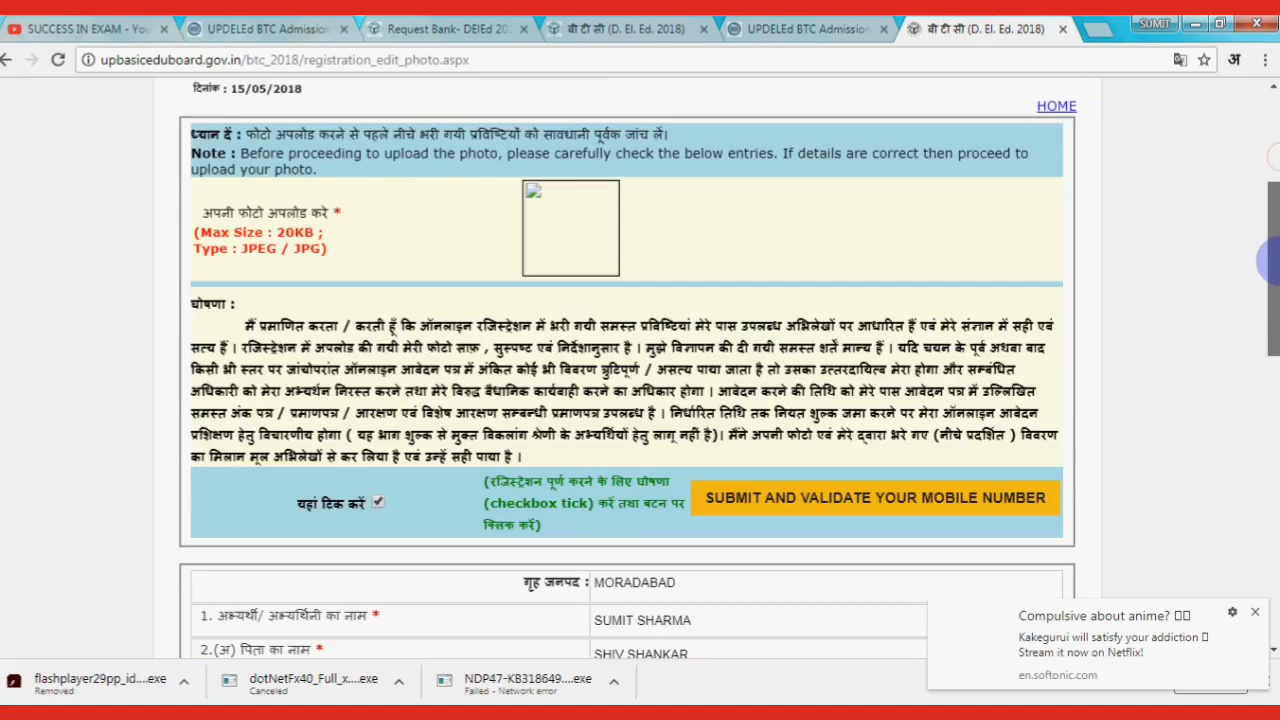 SUCCESS IN EXAM - You
UPDELEd BTC Admission
Request Bank- DElEd 20
बी टी सी (D. El. Ed. 2018)
UPDELEd BTC Admission
बी टी सी (D. El. Ed. 2018)
SUMIT
upbasiceduboard.gov.in/btc_2018/registration_edit_photo.aspx
अ
दिनांक : 15/05/2018
HOME
ध्यान दें : फोटो अपलोड करने से पहले नीचे भरी गयी प्रविष्टियों को सावधानी पूर्वक जांच लें।
Note : Before proceeding to upload the photo, please carefully check the below entries. If details are correct then proceed to
upload your photo.
अपनी फोटो अपलोड करे *
(Max Size : 20KB ;
Type : JPEG / JPG)
घोषणा :
मैं प्रमाणित करता / करती हूँ कि ऑनलाइन रजिस्ट्रेशन में भरी गयी समस्त प्रविष्टियां मेरे पास उपलब्ध अभिलेखों पर आधारित हैं एवं मेरे संज्ञान में सही एवं
सत्य हैं । रजिस्ट्रेशन में अपलोड की गयी मेरी फोटो साफ़ , सुस्पष्ट एवं निर्देशानुसार है । मुझे विज्ञापन की दी गयी समस्त शर्तें मान्य हैं । यदि चयन के पूर्व अथवा बाद
किसी भी स्तर पर जांचोपरांत ऑनलाइन आवेदन पत्र में अंकित कोई भी विवरण त्रुटिपूर्ण / असत्य पाया जाता है तो उसका उत्तरदायित्व मेरा होगा और सम्बंधित
अधिकारी को मेरा अभ्यर्थन निरस्त करने तथा मेरे विरुद्ध वैधानिक कार्यवाही करने का अधिकार होगा । आवेदन करने की तिथि को मेरे पास आवेदन पत्र में उल्लिखित
समस्त अंक पत्र / प्रमाणपत्र / आरक्षण एवं विशेष आरक्षण सम्बन्धी प्रमाणपत्र उपलब्ध है । निर्धारित तिथि तक नियत शुल्क जमा करने पर मेरा ऑनलाइन आवेदन
प्रशिक्षण हेतु विचारणीय होगा ( यह भाग शुल्क से मुक्त विकलांग श्रेणी के अभ्यर्थियों हेतु लागू नहीं है)। मैंने अपनी फोटो एवं मेरे द्वारा भरे गए (नीचे प्रदर्शित ) विवरण
का मिलान मूल अभिलेखों से कर लिया है एवं उन्हें सही पाया है ।
यहां टिक करें
(रजिस्ट्रेशन पूर्ण करने के लिए घोषणा
(checkbox tick) करें तथा बटन पर
क्लिक करें)
SUBMIT AND VALIDATE YOUR MOBILE NUMBER
गृह जनपद : MORADABAD
1. अभ्यर्थी/ अभ्यर्थिनी का नाम * SUMIT SHARMA
2.(अ) पिता का नाम * SHIV SHANKAR
Compulsive about anime?
Kakegurui will satisfy your addiction
Stream it now on Netflix!
en.softonic.com
flashplayer29pp_id....exe
Removed
dotNetFx40_Full_x....exe
Canceled
NDP47-KB318649....exe
Failed - Network error